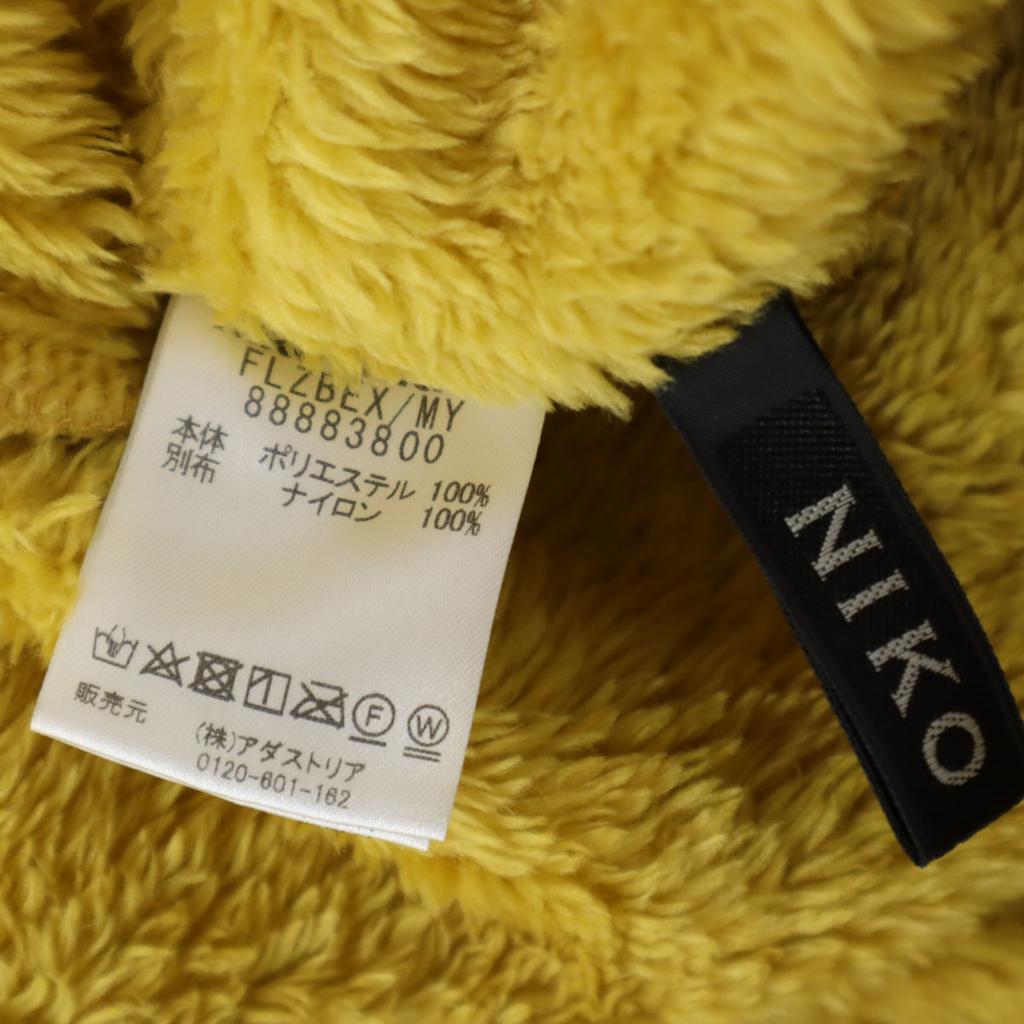 FLZBEX/MY
88883800
本体 ポリエステル 100%
別布 ナイロン 100%
F W
販売元
(株)アダストリア
0120-601-162
NIKO